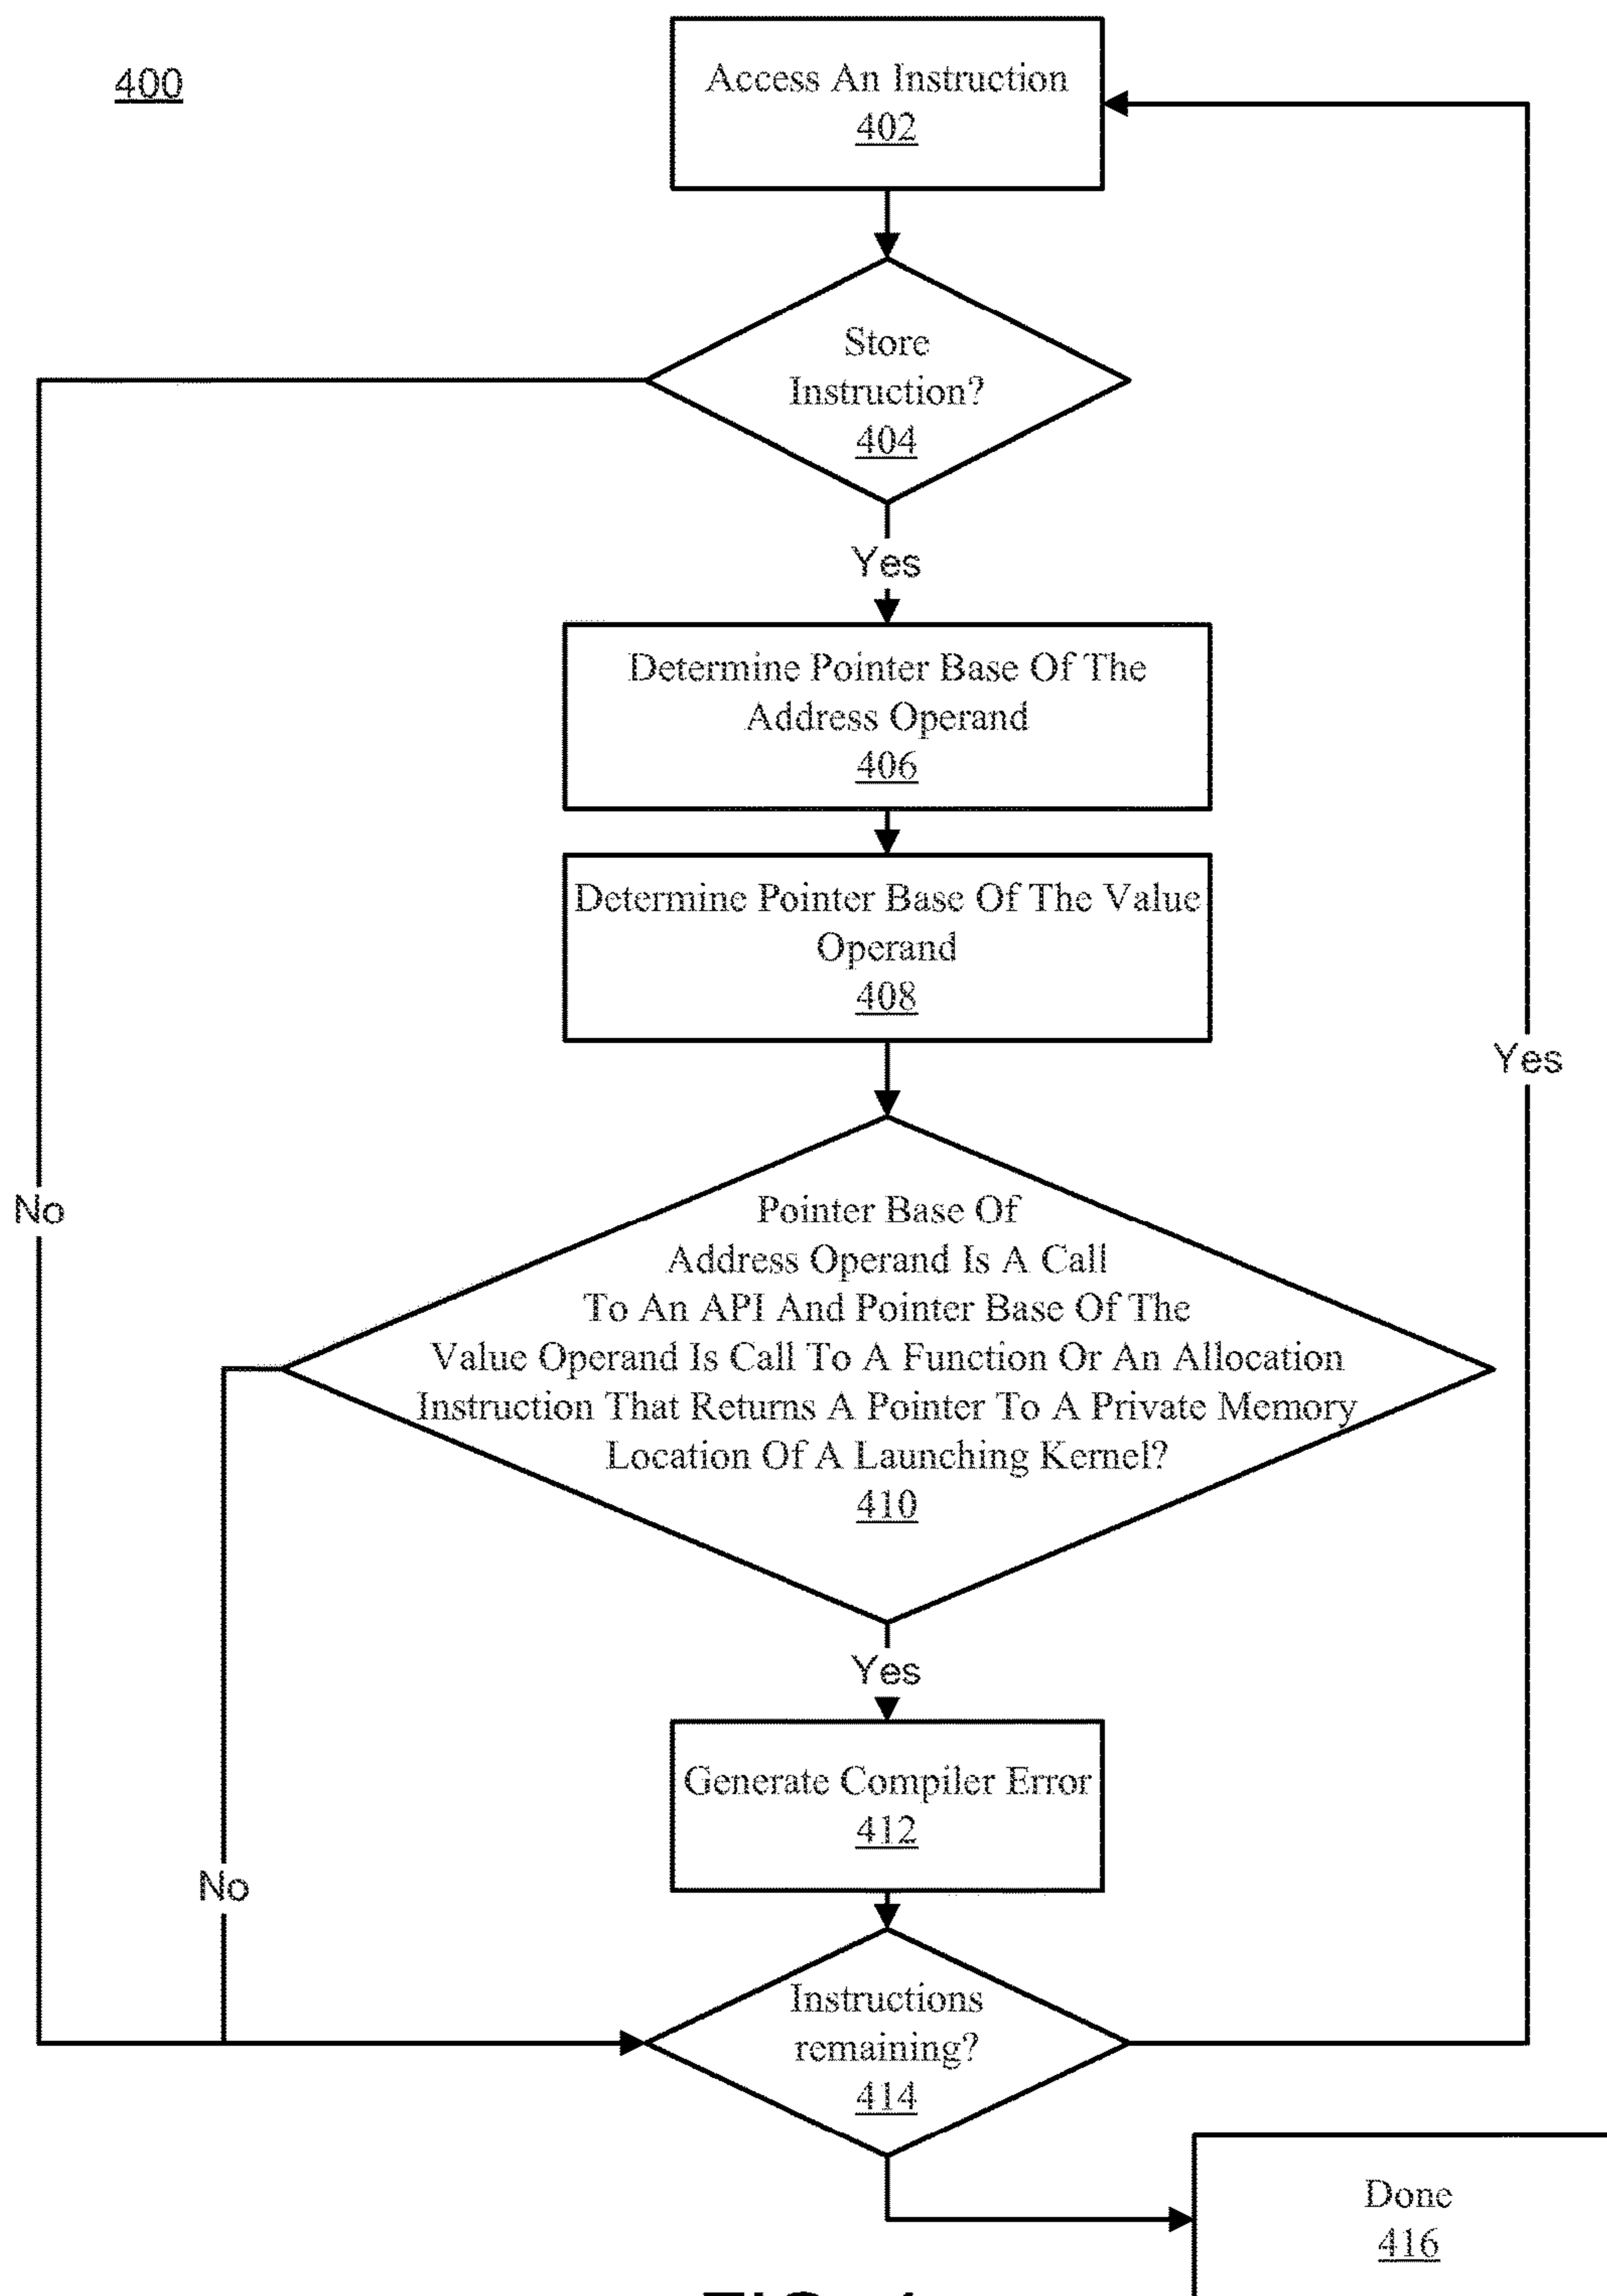 400
Access An Instruction
402
Store
Instruction?
404
Yes
Determine Pointer Base Of The
Address Operand
406
Determine Pointer Base Of The Value
Operand
408
Yes
No
Pointer Base Of
Address Operand Is A Call
To An API And Pointer Base Of The
Value Operand Is Call To A Function Or An Allocation
Instruction That Returns A Pointer To A Private Memory
Location Of A Launching Kernel?
410
Yes
Generate Compiler Error
412
No
Instructions
remaining?
414
Done
416